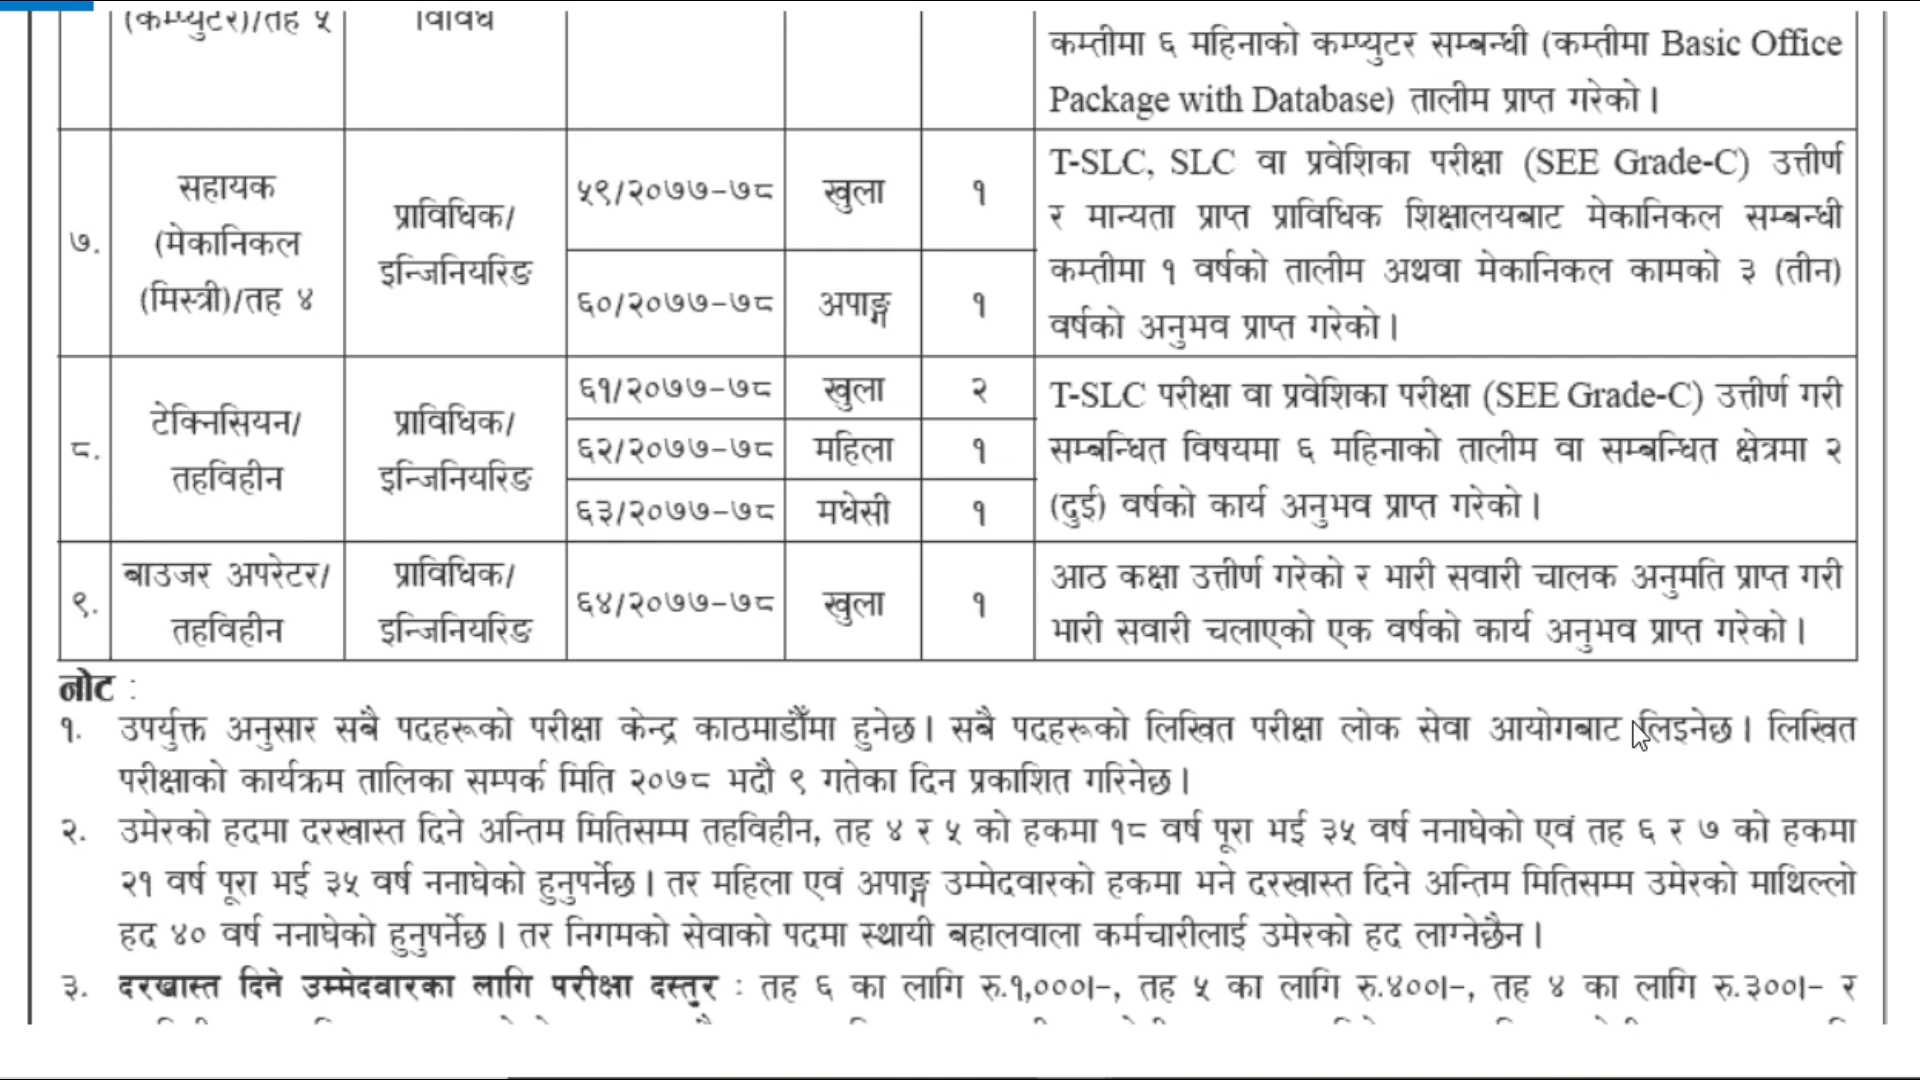 (कम्प्युटर)/तह ५
विविध
कम्तीमा ६ महिनाको कम्प्युटर सम्बन्धी (कम्तीमा Basic Office
Package with Database) तालीम प्राप्त गरेको।
७.
सहायक
(मेकानिकल
(मिस्त्री)/तह ४
प्राविधिक/
इन्जिनियरिङ
५९/२०७७-७८
खुला
१
६०/२०७७-७८
अपाङ्ग
१
T-SLC, SLC वा प्रवेशिका परीक्षा (SEE Grade-C) उत्तीर्ण
र मान्यता प्राप्त प्राविधिक शिक्षालयबाट मेकानिकल सम्बन्धी
कम्तीमा १ वर्षको तालीम अथवा मेकानिकल कामको ३ (तीन)
वर्षको अनुभव प्राप्त गरेको।
८.
टेक्निसियन/
तहविहीन
प्राविधिक/
इन्जिनियरिङ
६१/२०७७-७८
खुला
२
६२/२०७७-७८
महिला
१
६३/२०७७-७८
मधेसी
१
T-SLC परीक्षा वा प्रवेशिका परीक्षा (SEE Grade-C) उत्तीर्ण गरी
सम्बन्धित विषयमा ६ महिनाको तालीम वा सम्बन्धित क्षेत्रमा २
(दुई) वर्षको कार्य अनुभव प्राप्त गरेको।
९.
बाउजर अपरेटर/
तहविहीन
प्राविधिक/
इन्जिनियरिङ
६४/२०७७-७८
खुला
१
आठ कक्षा उत्तीर्ण गरेको र भारी सवारी चालक अनुमति प्राप्त गरी
भारी सवारी चलाएको एक वर्षको कार्य अनुभव प्राप्त गरेको।
नोट :
१. उपर्युक्त अनुसार सबै पदहरूको परीक्षा केन्द्र काठमाडौँमा हुनेछ। सबै पदहरूको लिखित परीक्षा लोक सेवा आयोगबाट लिइनेछ। लिखित
परीक्षाको कार्यक्रम तालिका सम्पर्क मिति २०७८ भदौ ९ गतेका दिन प्रकाशित गरिनेछ।
२. उमेरको हदमा दरखास्त दिने अन्तिम मितिसम्म तहविहीन, तह ४ र ५ को हकमा १८ वर्ष पूरा भई ३५ वर्ष ननाघेको एवं तह ६ र ७ को हकमा
२१ वर्ष पूरा भई ३५ वर्ष ननाघेको हुनुपर्नेछ। तर महिला एवं अपाङ्ग उम्मेदवारको हकमा भने दरखास्त दिने अन्तिम मितिसम्म उमेरको माथिल्लो
हद ४० वर्ष ननाघेको हुनुपर्नेछ। तर निगमको सेवाको पदमा स्थायी बहालवाला कर्मचारीलाई उमेरको हद लाग्नेछैन।
३. दरखास्त दिने उम्मेदवारका लागि परीक्षा दस्तुर : तह ६ का लागि रु.१,०००।-, तह ५ का लागि रु.४००।-, तह ४ का लागि रु.३००।- र